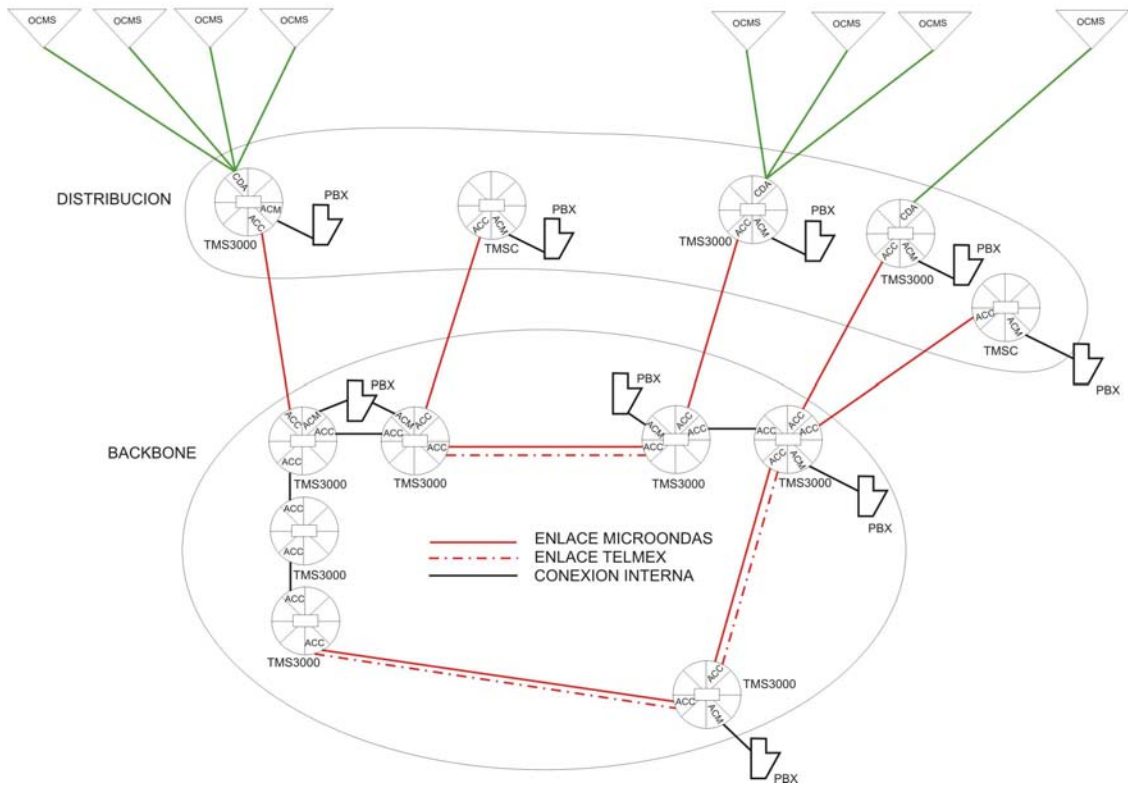 OCMS
OCMS
OCMS
OCMS
OCMS
OCMS
OCMS
OCMS
DISTRIBUCION
CDA
ACM
ACC
PBX
TMS3000
ACC
ACM
PBX
TMSC
CDA
ACC
ACM
PBX
TMS3000
CDA
ACC
ACM
PBX
TMS3000
ACC
ACM
TMSC
PBX
BACKBONE
ACC
ACM
ACC
ACC
TMS3000
PBX
ACM
ACC
ACC
ACC
TMS3000
PBX
ACM
ACC
ACC
ACC
TMS3000
ACC
ACC
ACC
ACC
ACM
TMS3000
PBX
ACC
ACC
TMS3000
ACC
ACC
TMS3000
ENLACE MICROONDAS
ENLACE TELMEX
CONEXION INTERNA
ACC
ACC
ACM
TMS3000
PBX